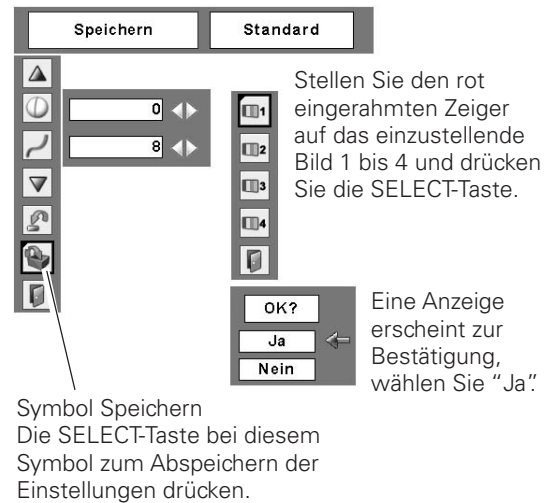 Speichern Standard
Stellen Sie den rot
eingerahmten Zeiger
auf das einzustellende
Bild 1 bis 4 und drücken
Sie die SELECT-Taste.
0
8
1
2
3
4
OK?
Ja
Nein
Eine Anzeige
erscheint zur
Bestätigung,
wählen Sie “Ja”.
Symbol Speichern
Die SELECT-Taste bei diesem
Symbol zum Abspeichern der
Einstellungen drücken.